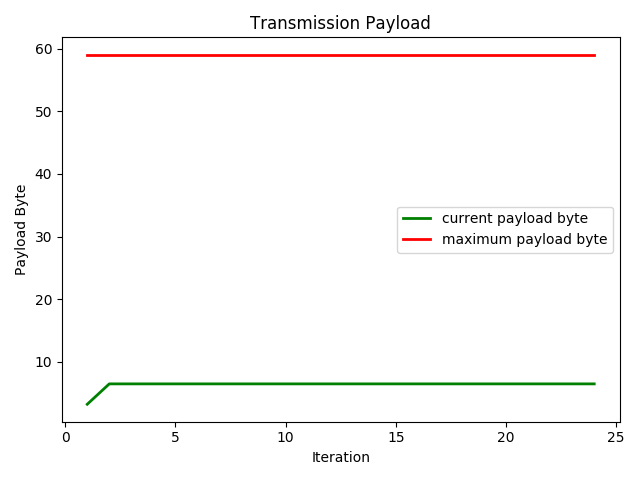 Transmission Payload
60
50
40
30
20
10
Payload Byte
current payload byte
maximum payload byte
0 5 10 15 20 25
Iteration